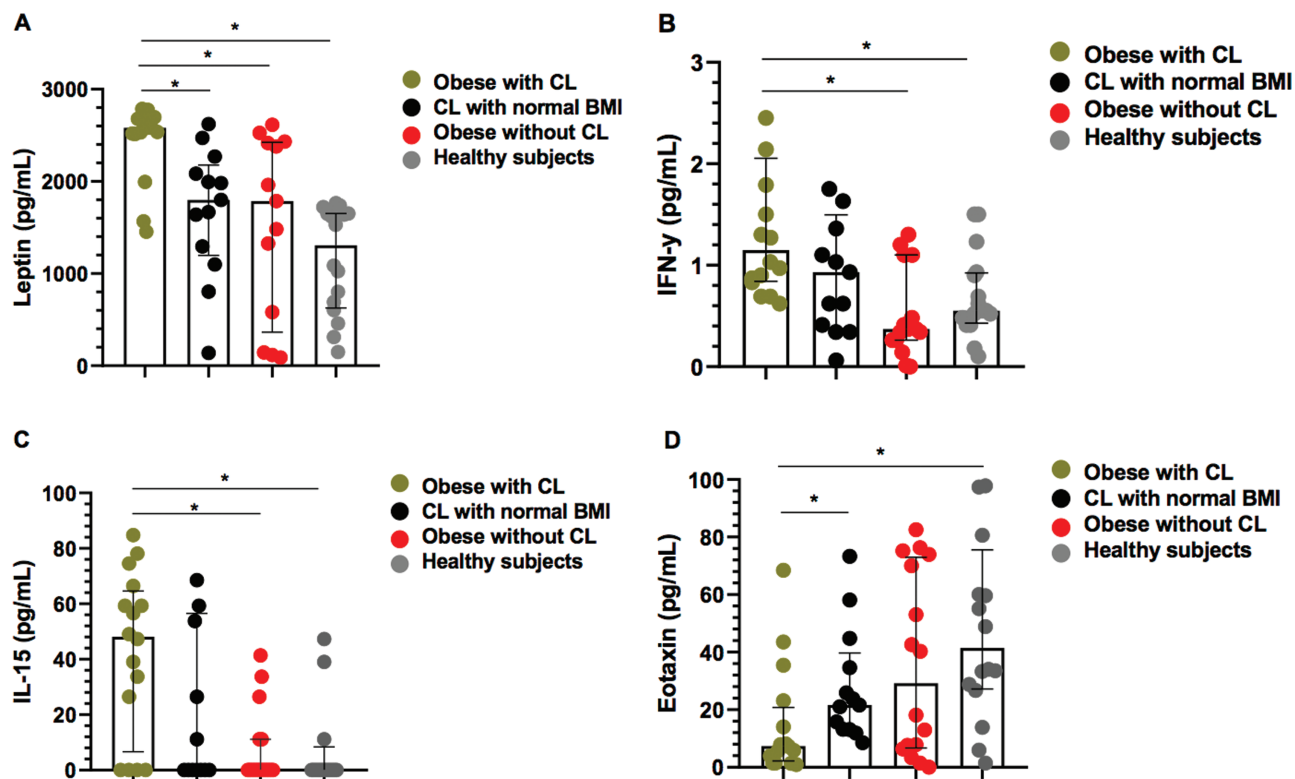 A
*
*
*
Leptin (pg/mL)
3000
2000
1000
0
Obese with CL
CL with normal BMI
Obese without CL
Healthy subjects
B
*
*
IFN-y (pg/mL)
3
2
1
0
Obese with CL
CL with normal BMI
Obese without CL
Healthy subjects
C
*
*
IL-15 (pg/mL)
100
80
60
40
20
0
Obese with CL
CL with normal BMI
Obese without CL
Healthy subjects
D
*
*
Eotaxin (pg/mL)
100
80
60
40
20
0
Obese with CL
CL with normal BMI
Obese without CL
Healthy subjects